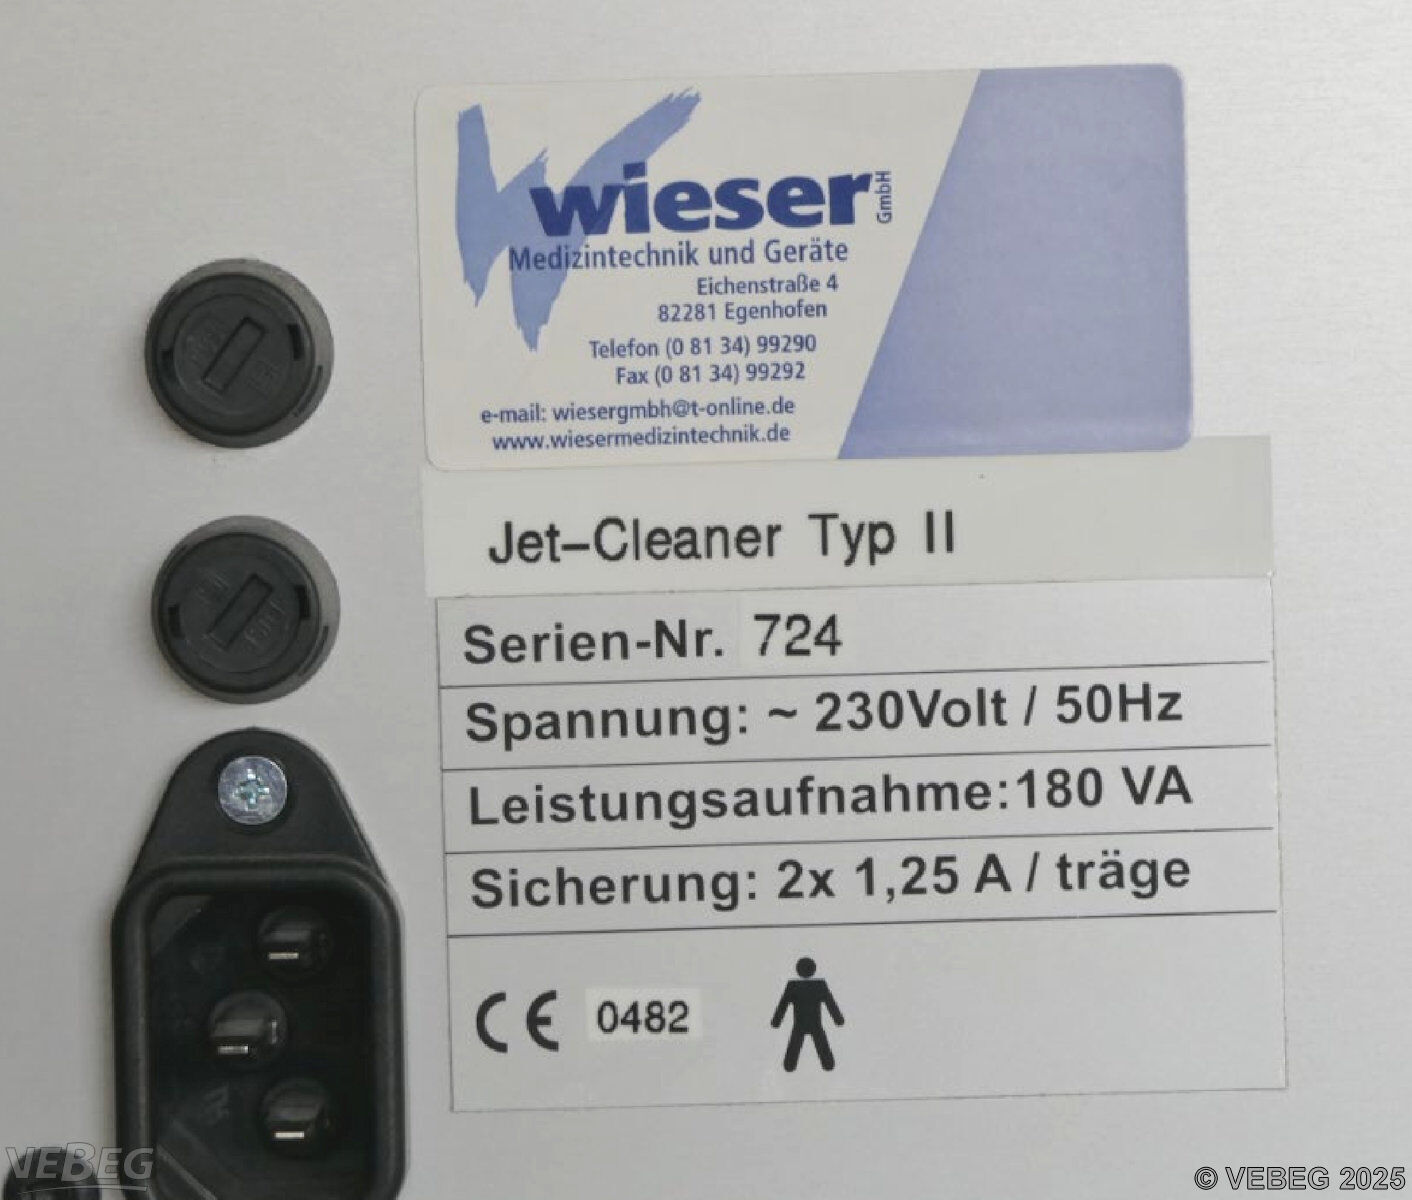 wieser GmbH
Medizintechnik und Geräte
Eichenstraße 4
82281 Egenhofen
Telefon (0 81 34) 99290
Fax (0 81 34) 99292
e-mail: wiesergmbh@t-online.de
www.wiesermedizintechnik.de
Jet-Cleaner Typ II
Serien-Nr. 724
Spannung: ~ 230Volt / 50Hz
Leistungsaufnahme:180 VA
Sicherung: 2x 1,25 A / träge
CE 0482
VEBEG
© VEBEG 2025